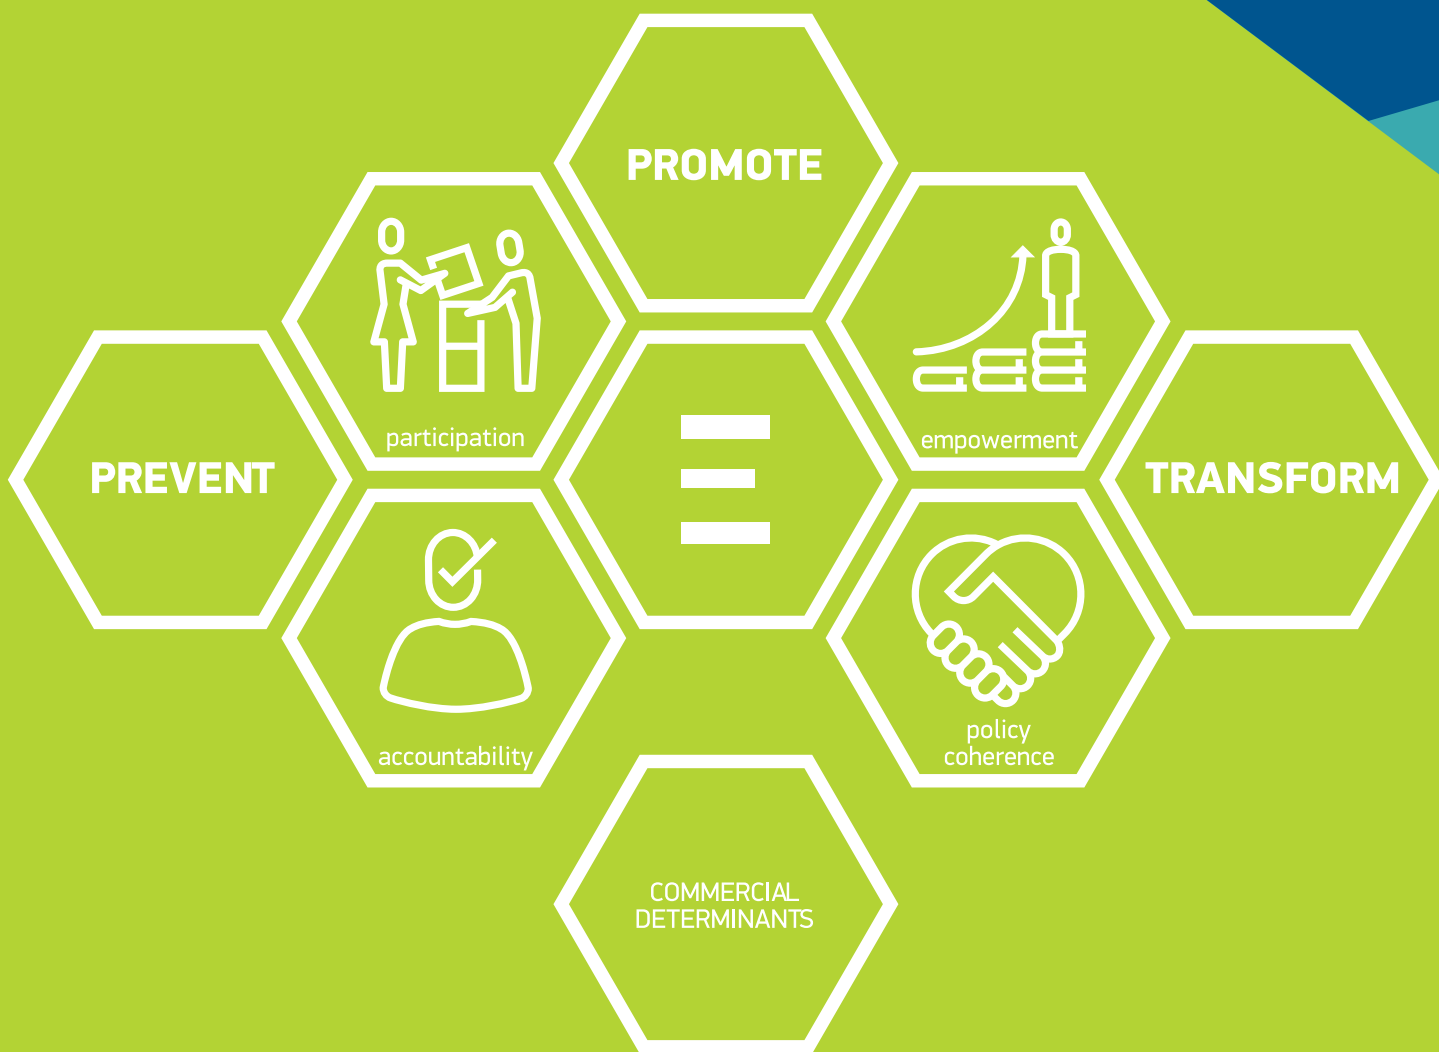 PROMOTE
participation
empowerment
PREVENT
TRANSFORM
accountability
policy
coherence
COMMERCIAL
DETERMINANTS